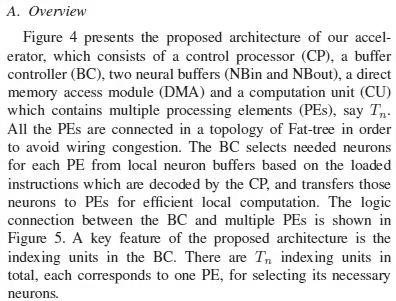 A. Overview
Figure 4 presents the proposed architecture of our accel-
erator, which consists of a control processor (CP), a buffer
controller (BC), two neural buffers (NBin and NBout), a direct
memory access module (DMA) and a computation unit (CU)
which contains multiple processing elements (PEs), say Tn.
All the PEs are connected in a topology of Fat-tree in order
to avoid wiring congestion. The BC selects needed neurons
for each PE from local neuron buffers based on the loaded
instructions which are decoded by the CP, and transfers those
neurons to PEs for efficient local computation. The logic
connection between the BC and multiple PEs is shown in
Figure 5. A key feature of the proposed architecture is the
indexing units in the BC. There are Tn indexing units in
total, each corresponds to one PE, for selecting its necessary
neurons.